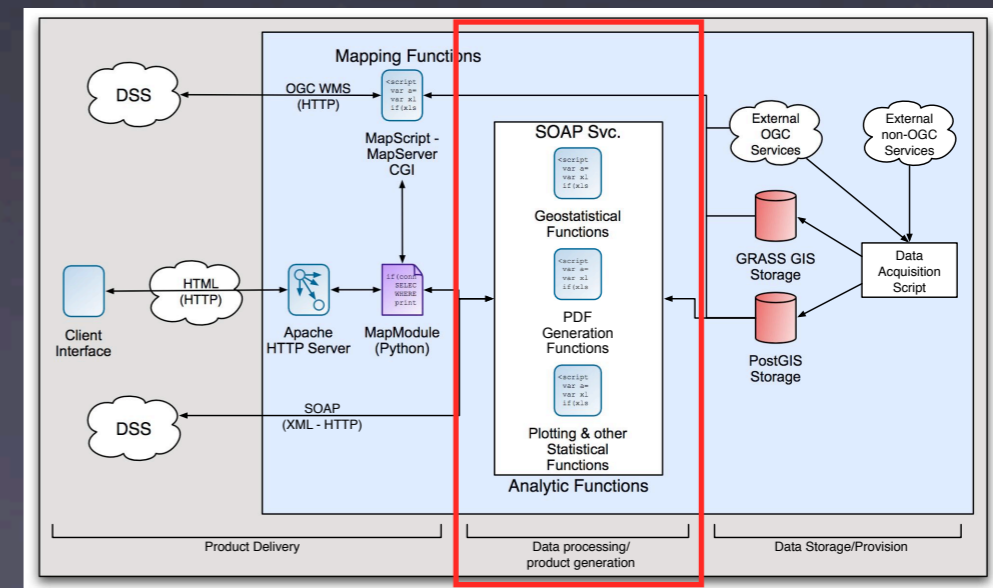 Mapping Functions
DSS
OGC WMS
(HTTP)
<script
var a=
var xl
if(xls
MapScript -
MapServer
CGI
SOAP Svc.
<script
var a=
var xl
if(xls
Geostatistical
Functions
<script
var a=
var xl
if(xls
PDF
Generation
Functions
<script
var a=
var xl
if(xls
Plotting & other
Statistical
Functions
Analytic Functions
External
OGC
Services
External
non-OGC
Services
GRASS GIS
Storage
Data
Acquisition
Script
PostGIS
Storage
Client
Interface
HTML
(HTTP)
Apache
HTTP Server
if(cond
SELEC
WHERE
print
MapModule
(Python)
DSS
SOAP
(XML - HTTP)
Product Delivery
Data processing/
product generation
Data Storage/Provision